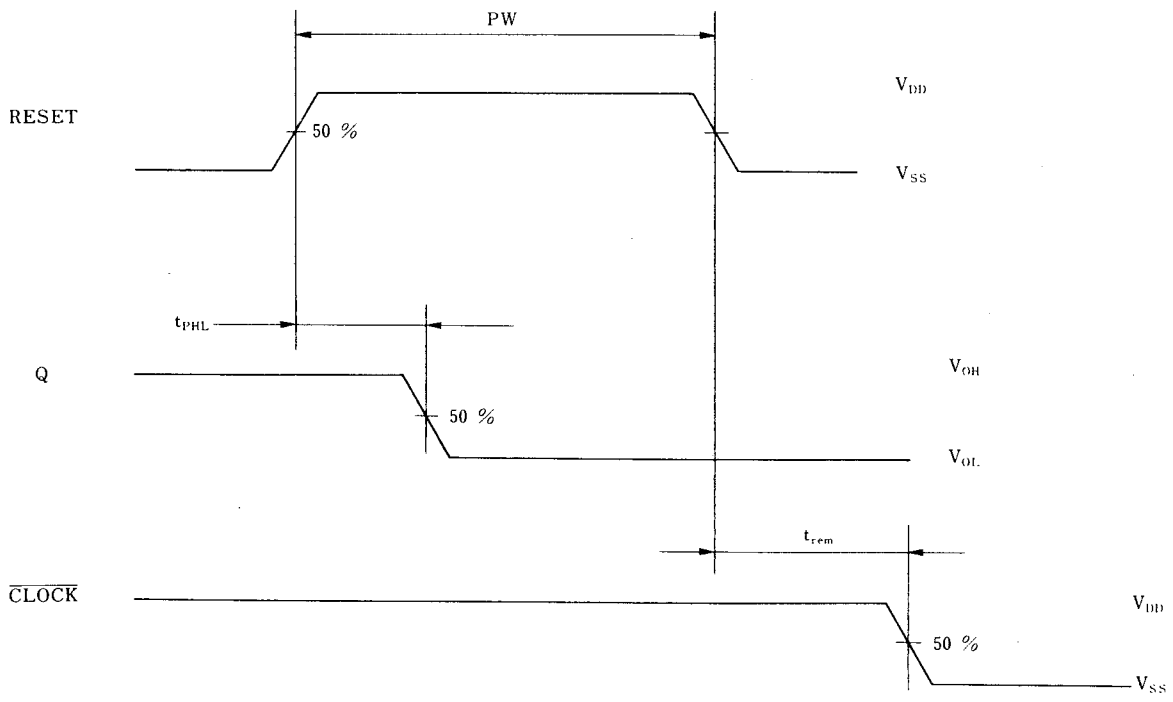 PW
V_DD
RESET
50 %
V_SS
t_PHL
Q
V_OH
50 %
V_OL
t_rem
CLOCK
V_DD
50 %
V_SS